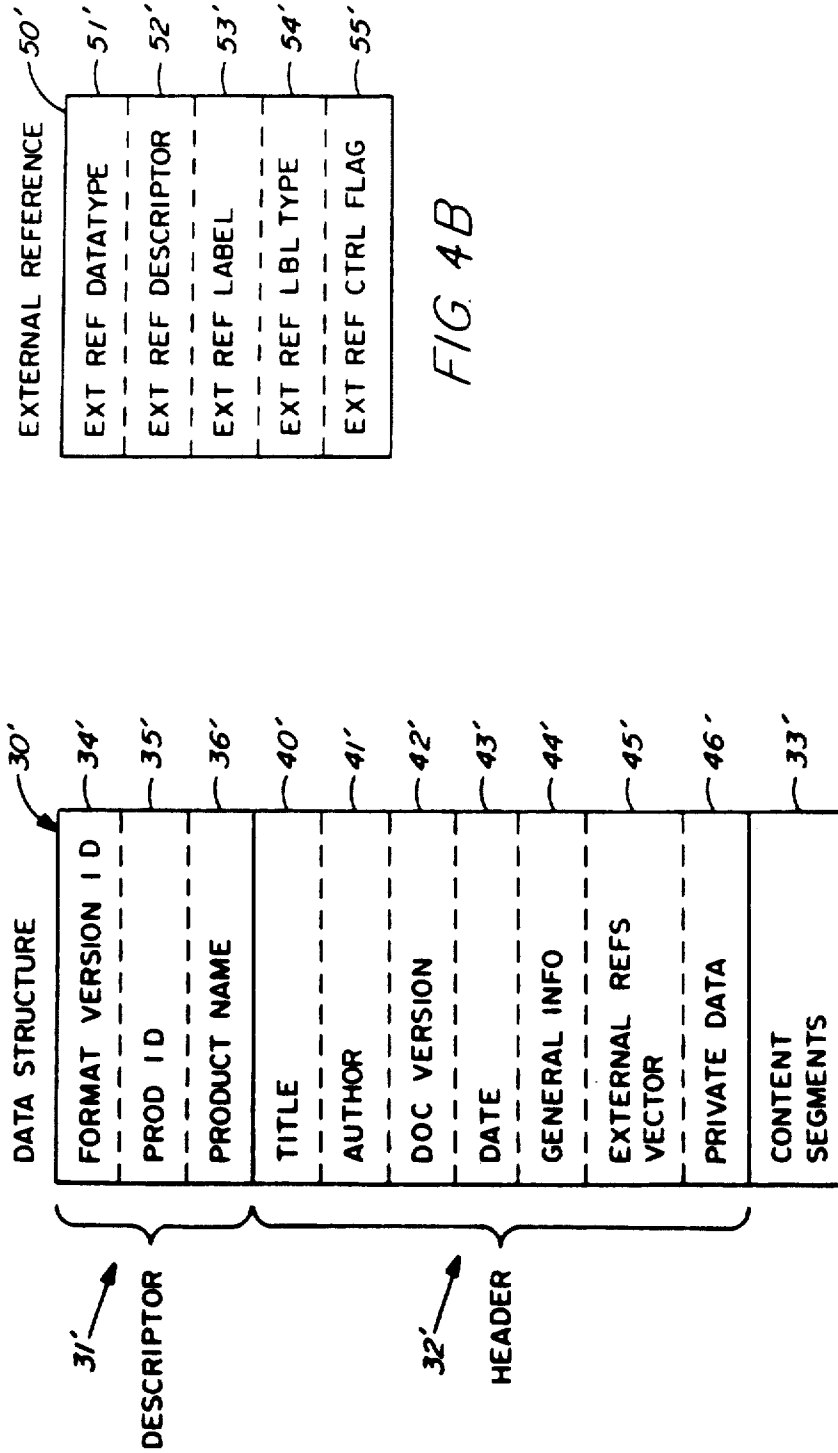 DATA STRUCTURE
30'
FORMAT VERSION ID 34'
PROD ID 35'
PRODUCT NAME 36'
31'
DESCRIPTOR
TITLE 40'
AUTHOR 41'
DOC VERSION 42'
DATE 43'
GENERAL INFO 44'
EXTERNAL REFS
VECTOR 45'
PRIVATE DATA 46'
32'
HEADER
CONTENT
SEGMENTS 33'
EXTERNAL REFERENCE
50'
EXT REF DATATYPE 51'
EXT REF DESCRIPTOR 52'
EXT REF LABEL 53'
EXT REF LBL TYPE 54'
EXT REF CTRL FLAG 55'
FIG. 4B